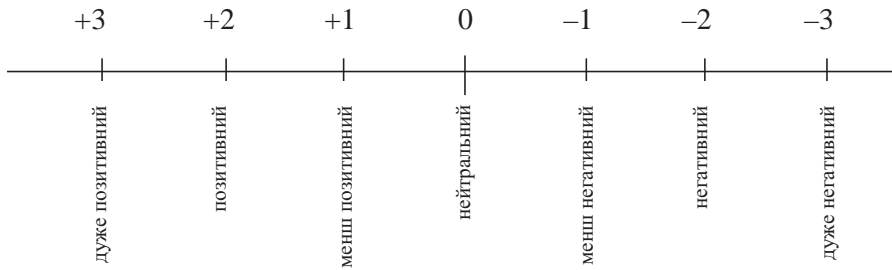 +3 +2 +1 0 –1 –2 –3
дуже позитивний
позитивний
менш позитивний
нейтральний
менш негативний
негативний
дуже негативний